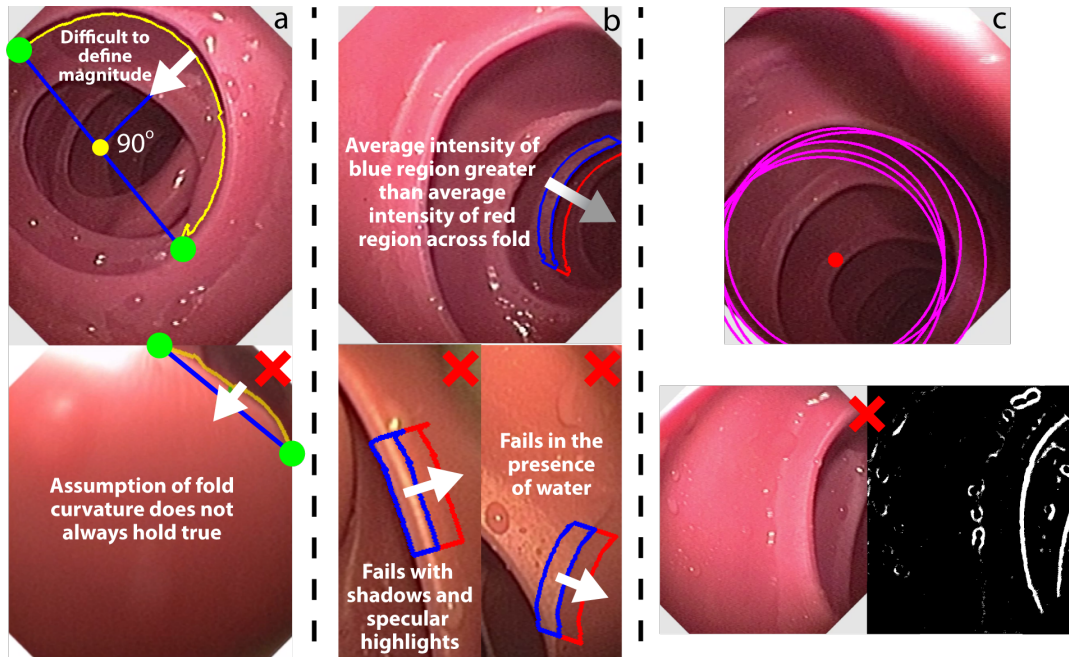 a
Difficult to
define
magnitude
90°
Assumption of fold
curvature does not
always hold true
b
Average intensity of
blue region greater
than average
intensity of red
region across fold
Fails with
shadows and
specular
highlights
Fails in the
presence
of water
c